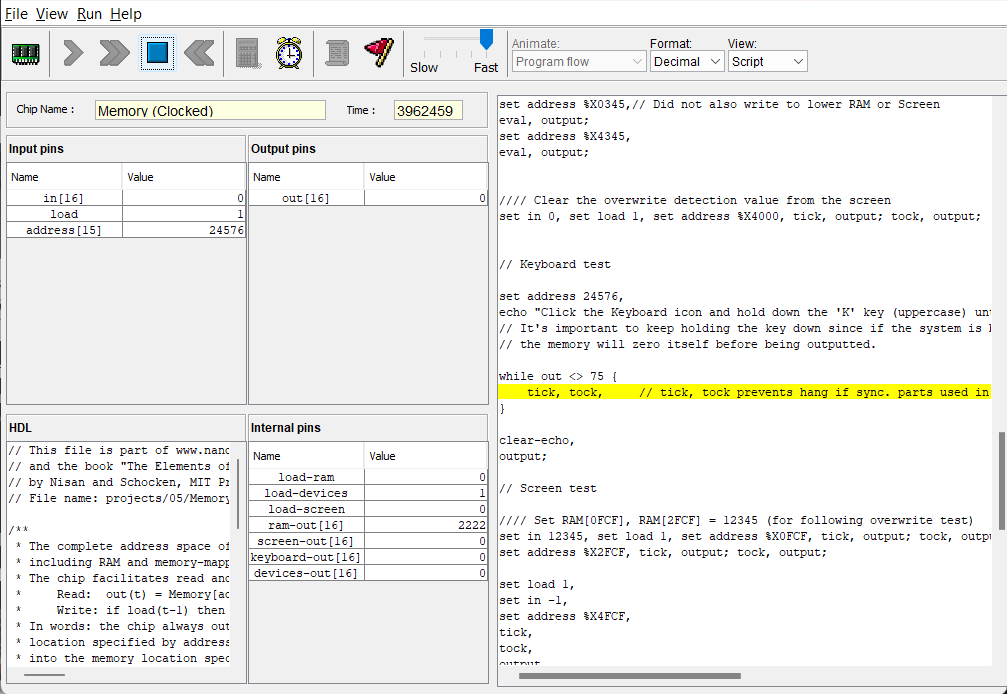 File View Run Help
Slow Fast
Animate:
Program flow
Format:
Decimal
View:
Script
Chip Name : Memory (Clocked) Time : 3962459
Input pins
Name Value
in[16] 0
load 1
address[15] 24576
Output pins
Name Value
out[16] 0
HDL
// This file is part of www.nand
// and the book "The Elements of
// by Nisan and Schocken, MIT Pr
// File name: projects/05/Memory
/**
* The complete address space of
* including RAM and memory-mapp
* The chip facilitates read and
* Read: out(t) = Memory[ad
* Write: if load(t-1) then
* In words: the chip always out
* location specified by address
* into the memory location spec
Internal pins
Name Value
load-ram 0
load-devices 1
load-screen 0
ram-out[16] 2222
screen-out[16] 0
keyboard-out[16] 0
devices-out[16] 0
set address %X0345,// Did not also write to lower RAM or Screen
eval, output;
set address %X4345,
eval, output;
//// Clear the overwrite detection value from the screen
set in 0, set load 1, set address %X4000, tick, output; tock, output;
// Keyboard test
set address 24576,
echo "Click the Keyboard icon and hold down the 'K' key (uppercase) un
// It's important to keep holding the key down since if the system is
// the memory will zero itself before being outputted.
while out <> 75 {
tick, tock, // tick, tock prevents hang if sync. parts used in
}
clear-echo,
output;
// Screen test
//// Set RAM[0FCF], RAM[2FCF] = 12345 (for following overwrite test)
set in 12345, set load 1, set address %X0FCF, tick, output; tock, outpu
set address %X2FCF, tick, output; tock, output;
set load 1,
set in -1,
set address %X4FCF,
tick,
tock,
output